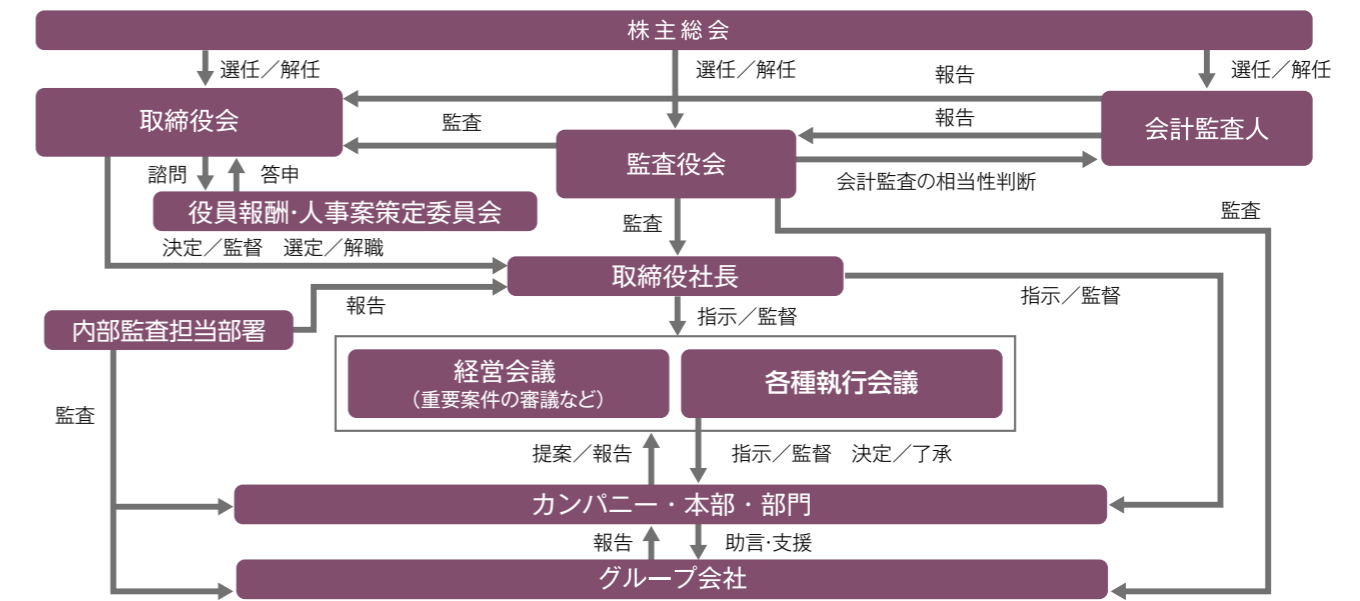 株主総会
選任／解任
選任／解任
選任／解任
報告
取締役会
会計監査人
監査
報告
監査役会
諮問
答申
会計監査の相当性判断
役員報酬･人事案策定委員会
監査
監査
決定／監督　選定／解職
取締役社長
報告
指示／監督
指示／監督
内部監査担当部署
経営会議
（重要案件の審議など）
各種執行会議
監査
提案／報告
指示／監督　決定／了承
カンパニー・本部・部門
報告
助言･支援
グループ会社